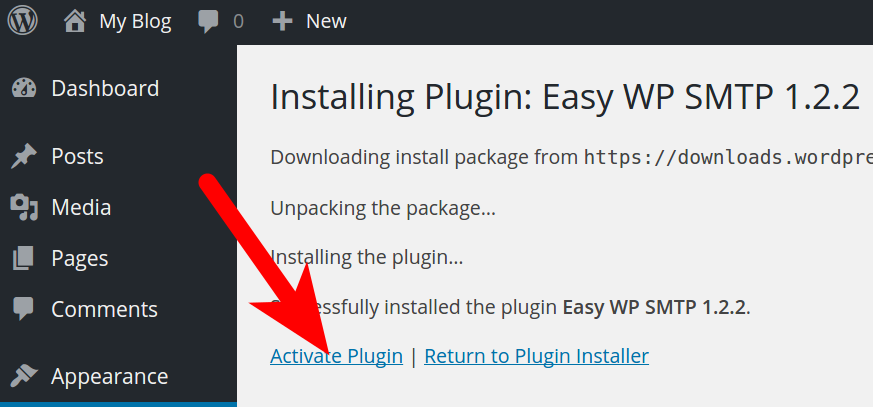 My Blog 0 New
Dashboard
Posts
Media
Pages
Comments
Appearance
Installing Plugin: Easy WP SMTP 1.2.2
Downloading install package from https://downloads.wordpre
Unpacking the package…
Installing the plugin…
installed the plugin Easy WP SMTP 1.2.2.
Activate Plugin | Return to Plugin Installer